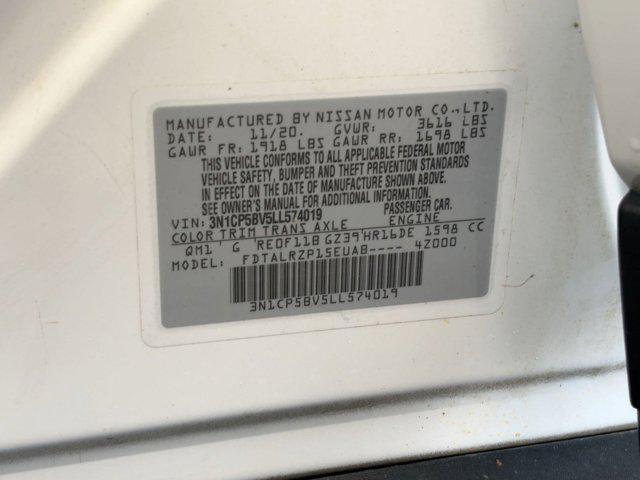 MANUFACTURED BY NISSAN MOTOR CO., LTD.
DATE: 11/20. GVWR: 3616 LBS
GAWR FR: 1918 LBS GAWR RR: 1698 LBS
THIS VEHICLE CONFORMS TO ALL APPLICABLE FEDERAL MOTOR
VEHICLE SAFETY, BUMPER AND THEFT PREVENTION STANDARDS
IN EFFECT ON THE DATE OF MANUFACTURE SHOWN ABOVE.
SEE OWNER'S MANUAL FOR ADDITIONAL INFORMATION.
VIN: 3N1CP5BV5LL574019 PASSENGER CAR.
COLOR TRIM TRANS AXLE ENGINE
QM1' G 'RE0F11B GZ39'HR16DE 1598 CC
MODEL: FDTALRZP15EUA8---- 4Z000
3N1CP5BV5LL574019